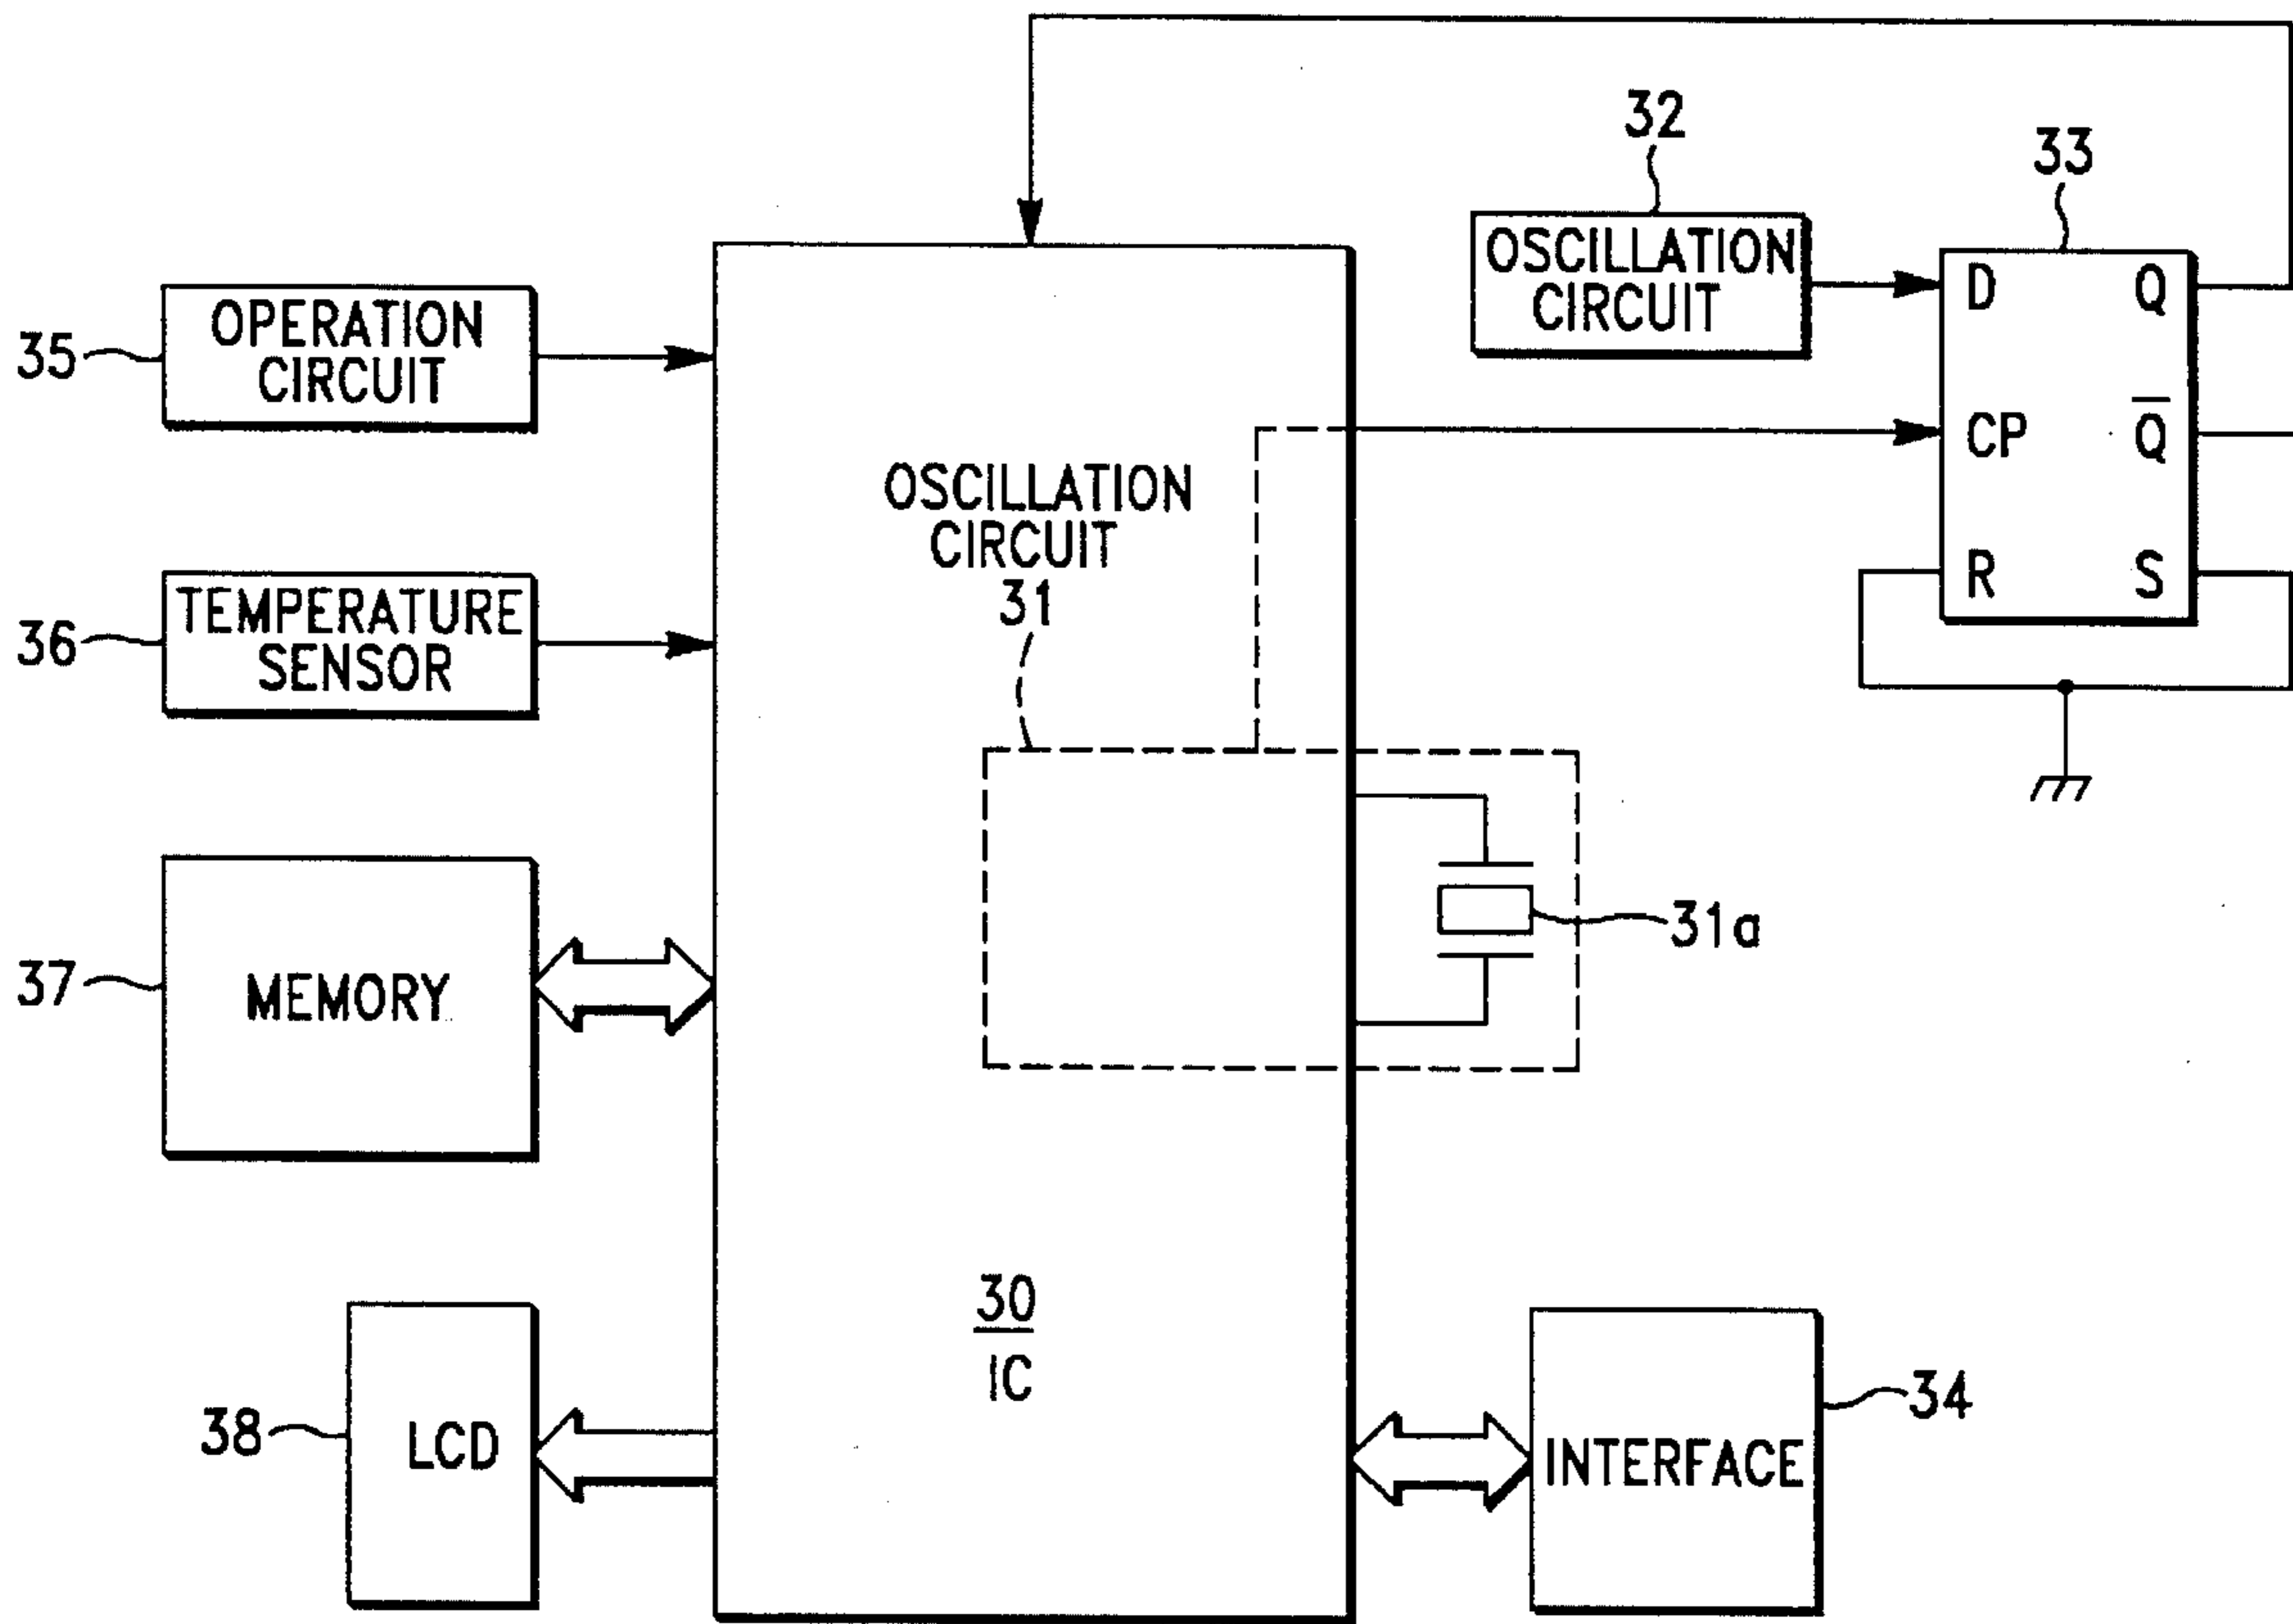 32
33
OSCILLATION
CIRCUIT
D
Q
35
OPERATION
CIRCUIT
CP
Q̅
OSCILLATION
CIRCUIT
31
R
S
36
TEMPERATURE
SENSOR
31a
37
MEMORY
30
IC
38
LCD
34
INTERFACE